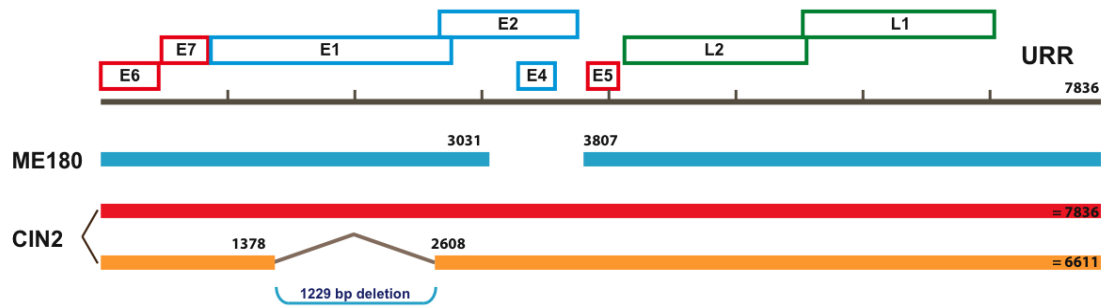 E2 L1
E7 E1 L2 URR
E6 E4 E5 7836
3031 3807
ME180
= 7836
CIN2
1378 2608
= 6611
1229 bp deletion